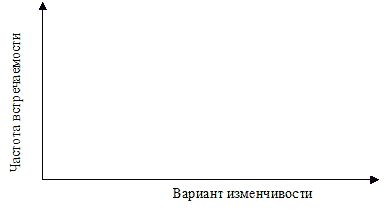 Частота встречаемости
Вариант изменчивости